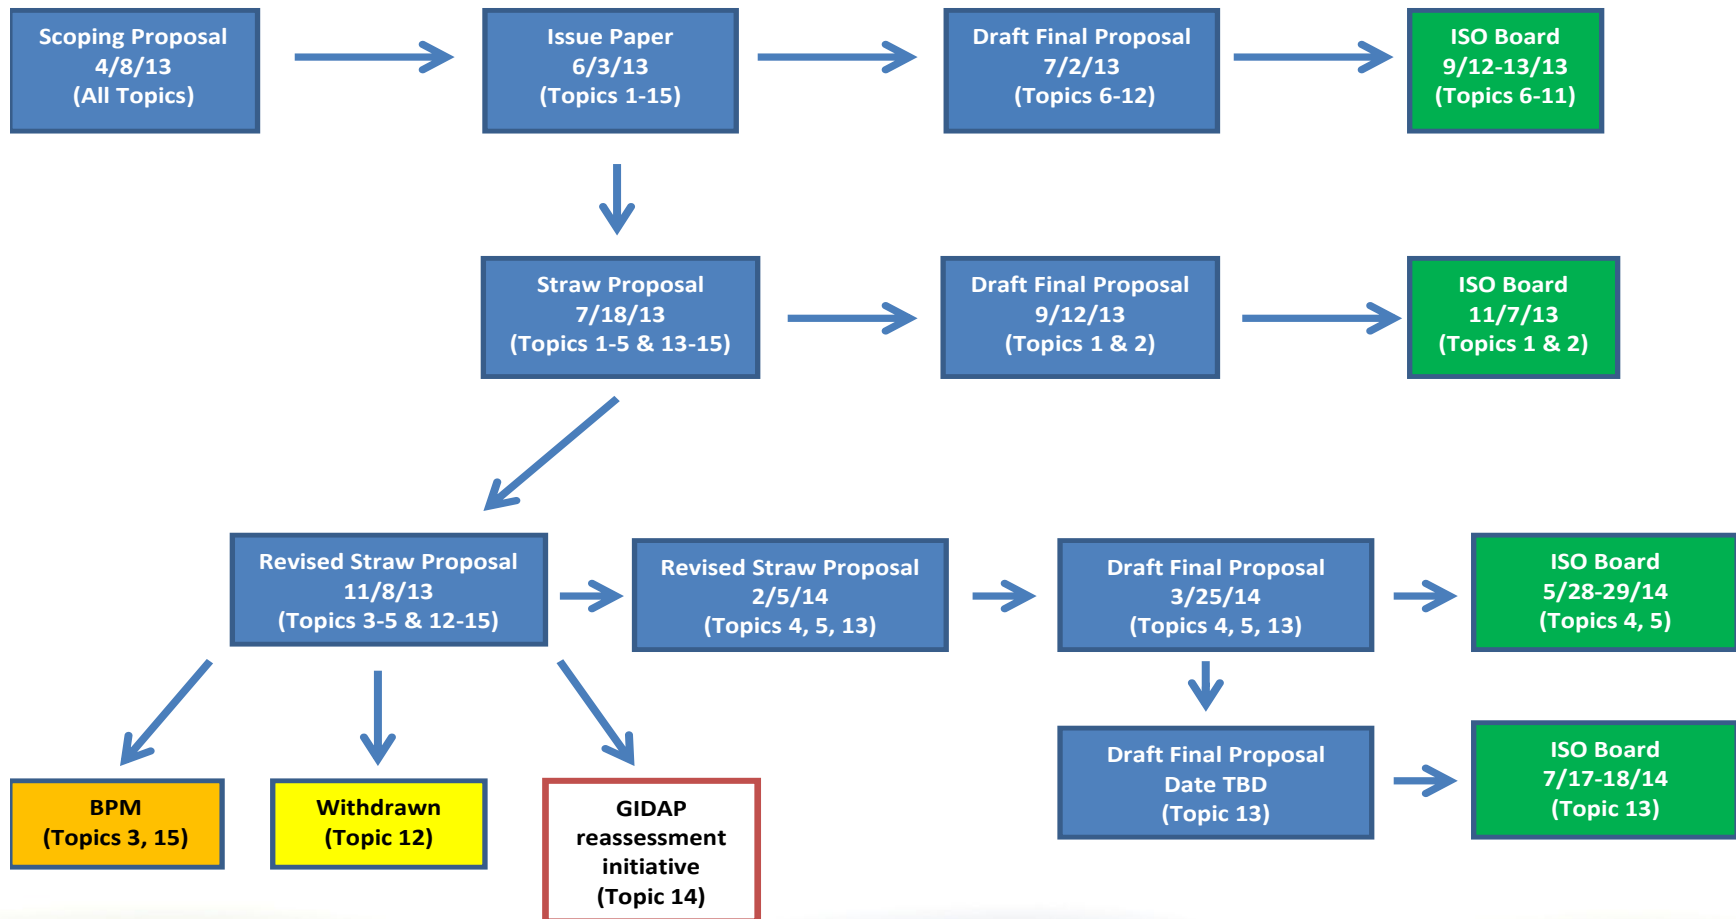 Scoping Proposal
4/8/13
(All Topics)
Issue Paper
6/3/13
(Topics 1-15)
Draft Final Proposal
7/2/13
(Topics 6-12)
ISO Board
9/12-13/13
(Topics 6-11)
Straw Proposal
7/18/13
(Topics 1-5 & 13-15)
Draft Final Proposal
9/12/13
(Topics 1 & 2)
ISO Board
11/7/13
(Topics 1 & 2)
Revised Straw Proposal
11/8/13
(Topics 3-5 & 12-15)
Revised Straw Proposal
2/5/14
(Topics 4, 5, 13)
Draft Final Proposal
3/25/14
(Topics 4, 5, 13)
ISO Board
5/28-29/14
(Topics 4, 5)
BPM
(Topics 3, 15)
Withdrawn
(Topic 12)
GIDAP
reassessment
initiative
(Topic 14)
Draft Final Proposal
Date TBD
(Topic 13)
ISO Board
7/17-18/14
(Topic 13)